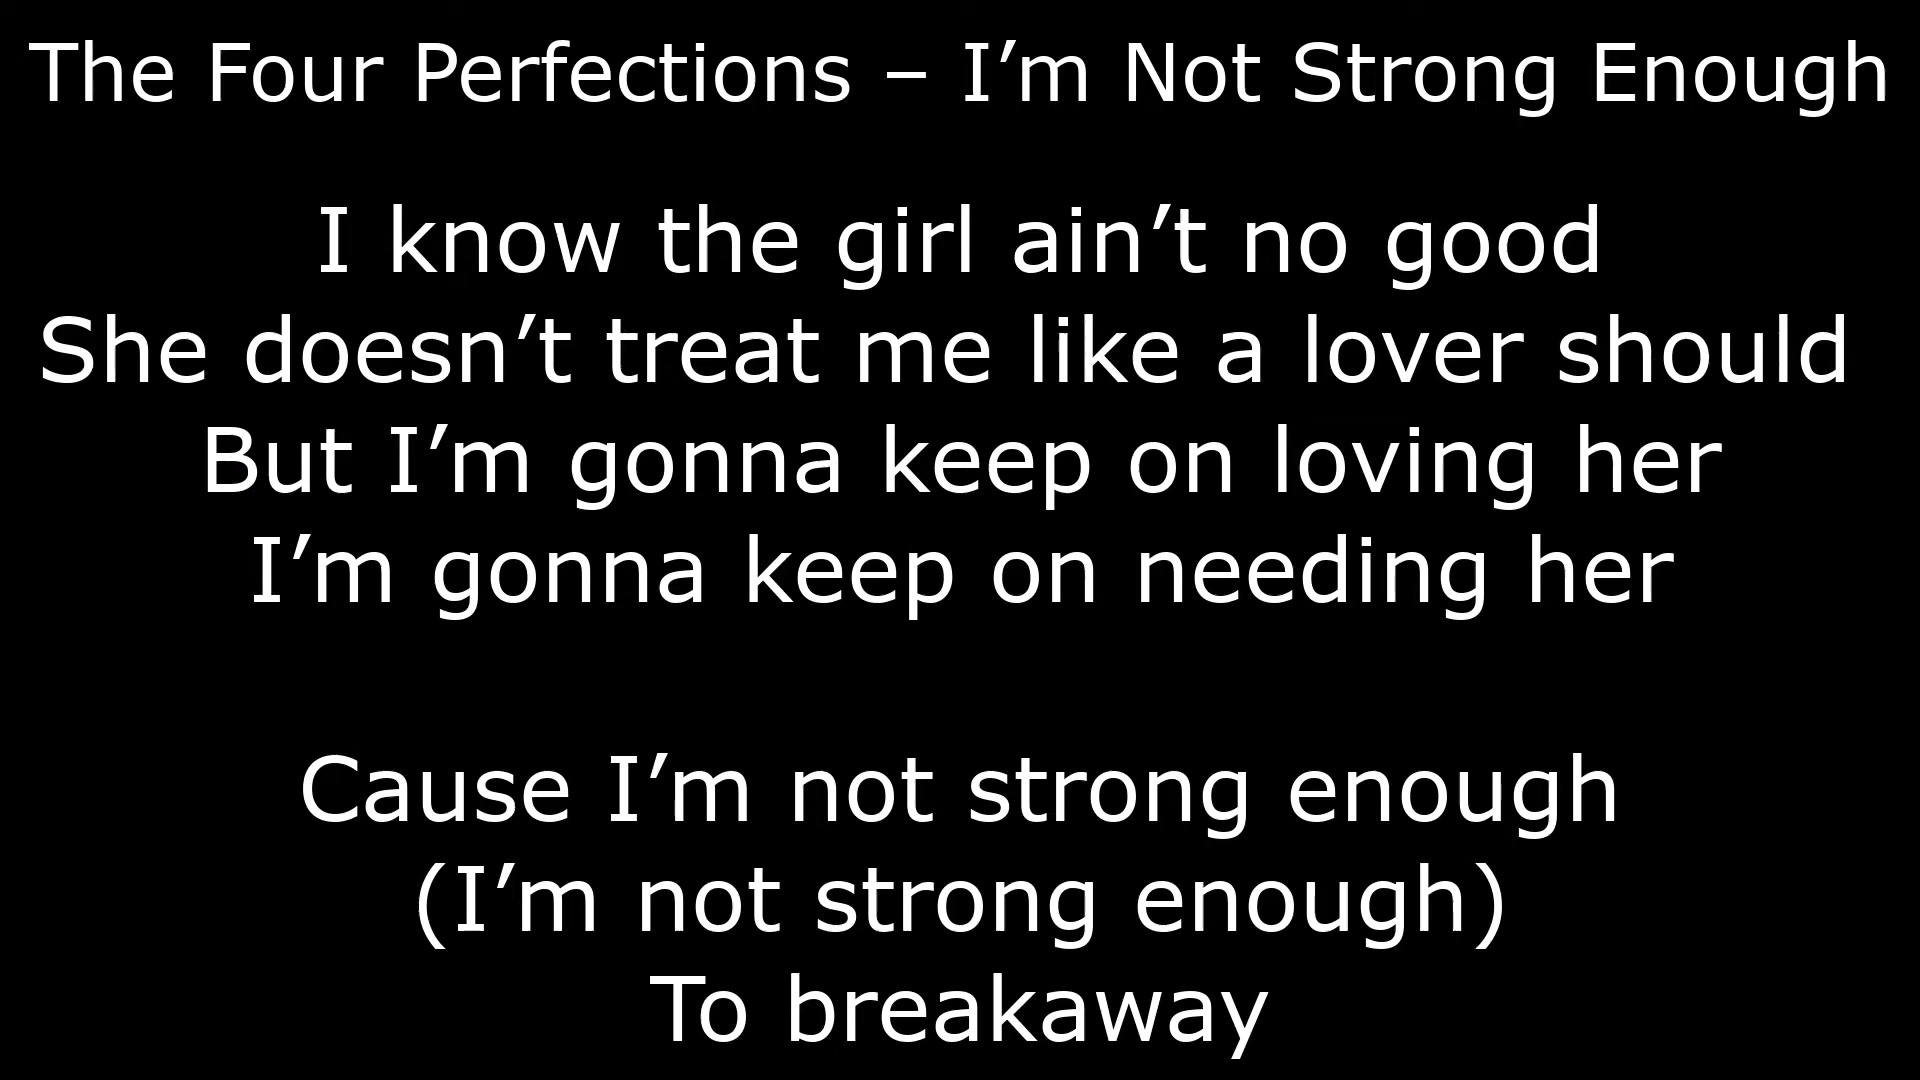 The Four Perfections – I’m Not Strong Enough
I know the girl ain’t no good
She doesn’t treat me like a lover should
But I’m gonna keep on loving her
I’m gonna keep on needing her
Cause I’m not strong enough
(I’m not strong enough)
To breakaway